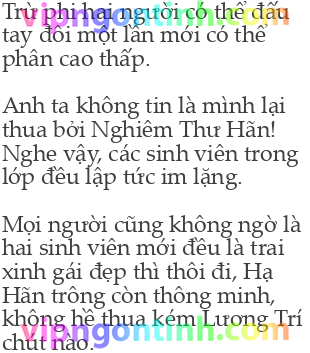 Trừ phi hai người có thể đấu
tay đôi một lần mới có thể
phân cao thấp.
Anh ta không tin là mình lại
thua bởi Nghiêm Thư Hãn!
Nghe vậy, các sinh viên trong
lớp đều lập tức im lặng.
Mọi người cũng không ngờ là
hai sinh viên mới đều là trai
xinh gái đẹp thì thôi đi, Hạ
Hãn trông còn thông minh,
không hề thua kém Lương Trí
chút nào.
vipngontinh.com
vipngontinh.com